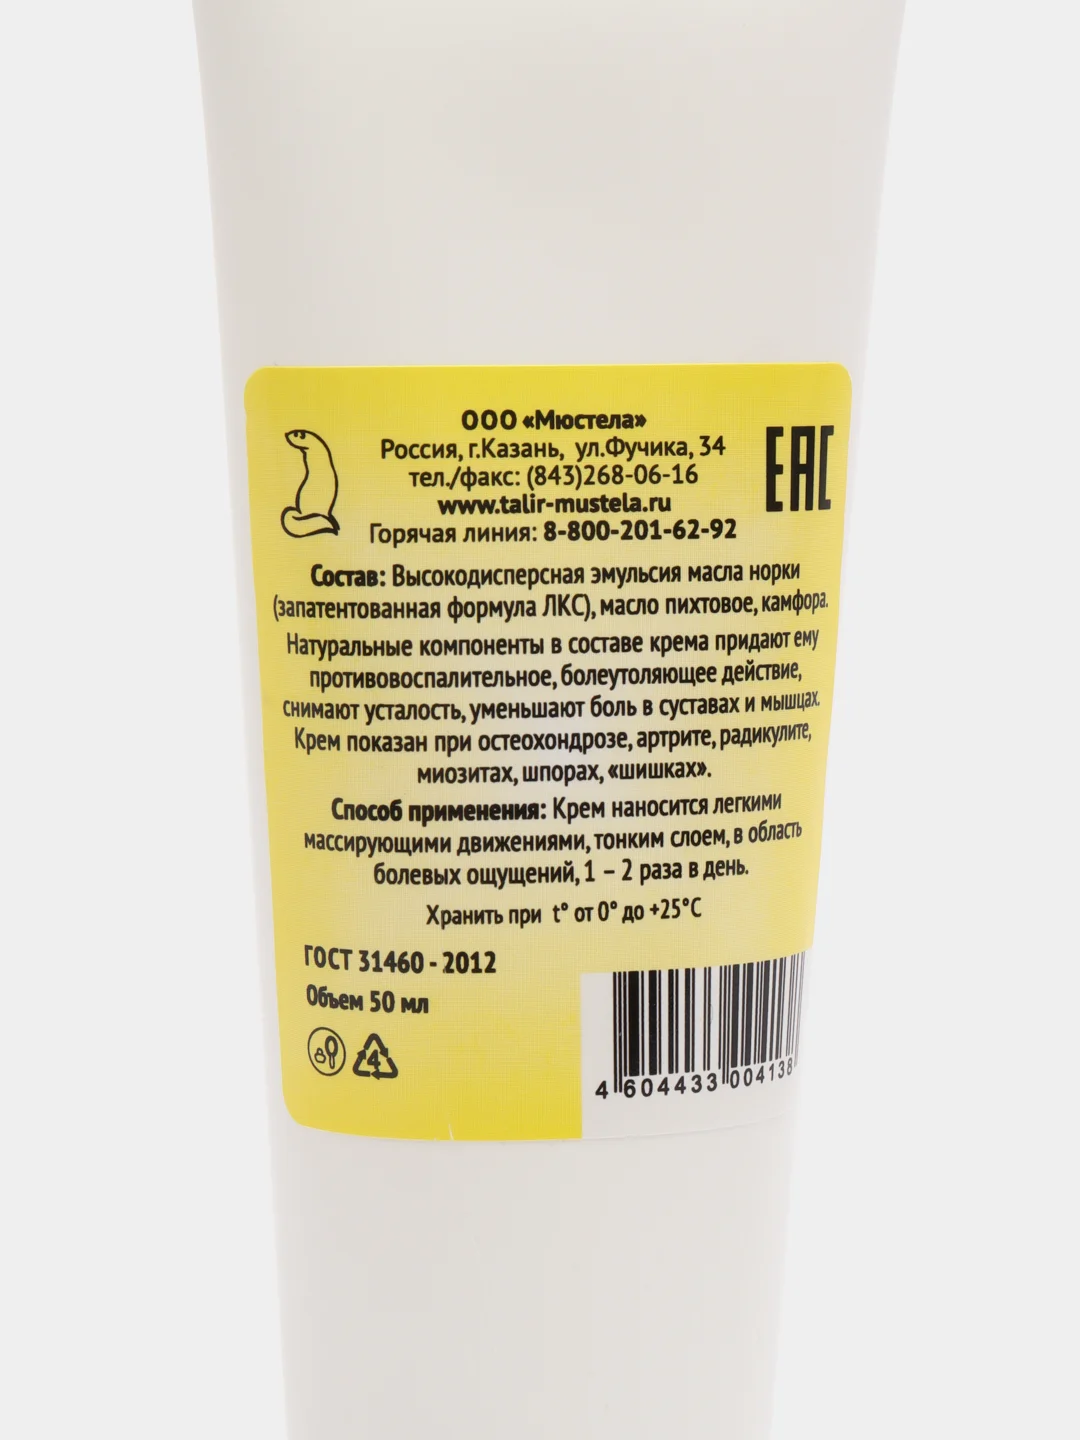 ООО «Мюстела»
Россия, г.Казань, ул.Фучика, 34
тел./факс: (843)268-06-16
www.talir-mustela.ru
Горячая линия: 8-800-201-62-92
EAC
Состав: Высокодисперсная эмульсия масла норки
(запатентованная формула ЛКС), масло пихтовое, камфора.
Натуральные компоненты в составе крема придают ему
противовоспалительное, болеутоляющее действие,
снимают усталость, уменьшают боль в суставах и мышцах.
Крем показан при остеохондрозе, артрите, радикулите,
миозитах, шпорах, «шишках».
Способ применения: Крем наносится легкими
массирующими движениями, тонким слоем, в область
болевых ощущений, 1 – 2 раза в день.
Хранить при t° от 0° до +25°C
ГОСТ 31460 - 2012
Объем 50 мл
4
4 604433 004138